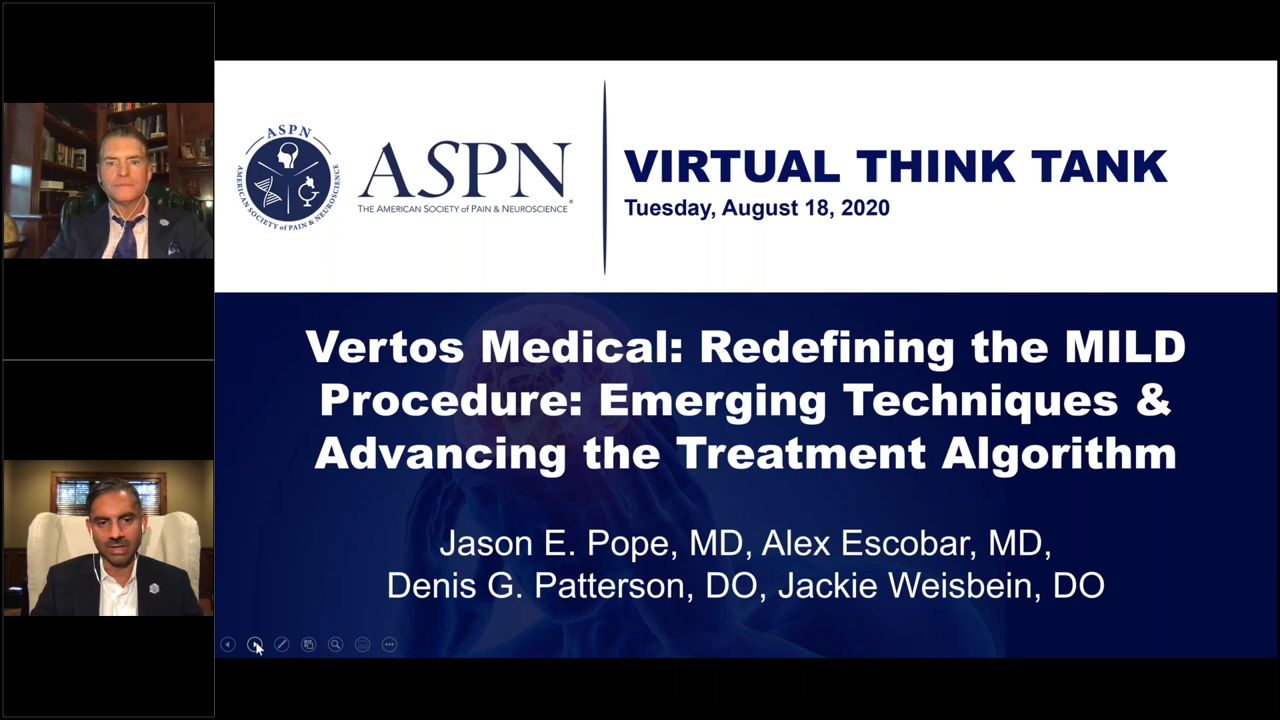 ASPN
AMERICAN SOCIETY of PAIN & NEUROSCIENCE
ASPN
THE AMERICAN SOCIETY of PAIN & NEUROSCIENCE®
VIRTUAL THINK TANK
Tuesday, August 18, 2020
Vertos Medical: Redefining the MILD
Procedure: Emerging Techniques &
Advancing the Treatment Algorithm
Jason E. Pope, MD, Alex Escobar, MD,
Denis G. Patterson, DO, Jackie Weisbein, DO